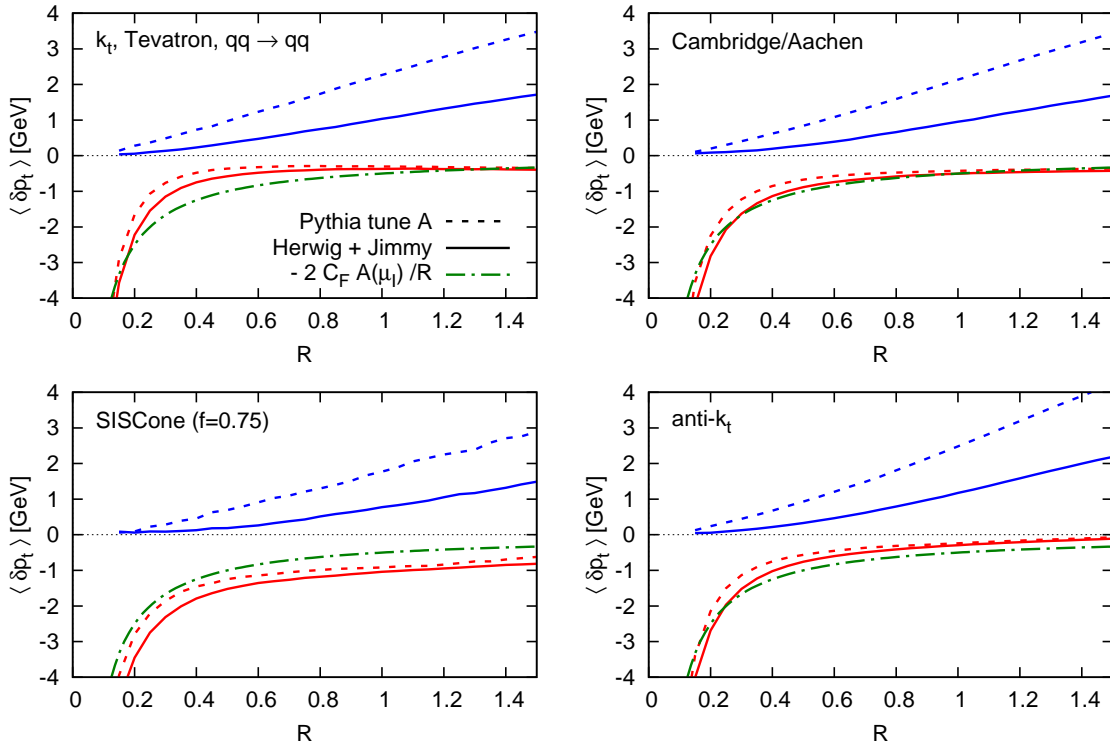 4
3
2
1
0
-1
-2
-3
-4
⟨ δp_t ⟩ [GeV]
k_t, Tevatron, qq → qq
Pythia tune A
Herwig + Jimmy
- 2 C_F A(μ_I) /R
0 0.2 0.4 0.6 0.8 1 1.2 1.4
R
4
3
2
1
0
-1
-2
-3
-4
⟨ δp_t ⟩ [GeV]
Cambridge/Aachen
0 0.2 0.4 0.6 0.8 1 1.2 1.4
R
4
3
2
1
0
-1
-2
-3
-4
⟨ δp_t ⟩ [GeV]
SISCone (f=0.75)
0 0.2 0.4 0.6 0.8 1 1.2 1.4
R
4
3
2
1
0
-1
-2
-3
-4
⟨ δp_t ⟩ [GeV]
anti-k_t
0 0.2 0.4 0.6 0.8 1 1.2 1.4
R